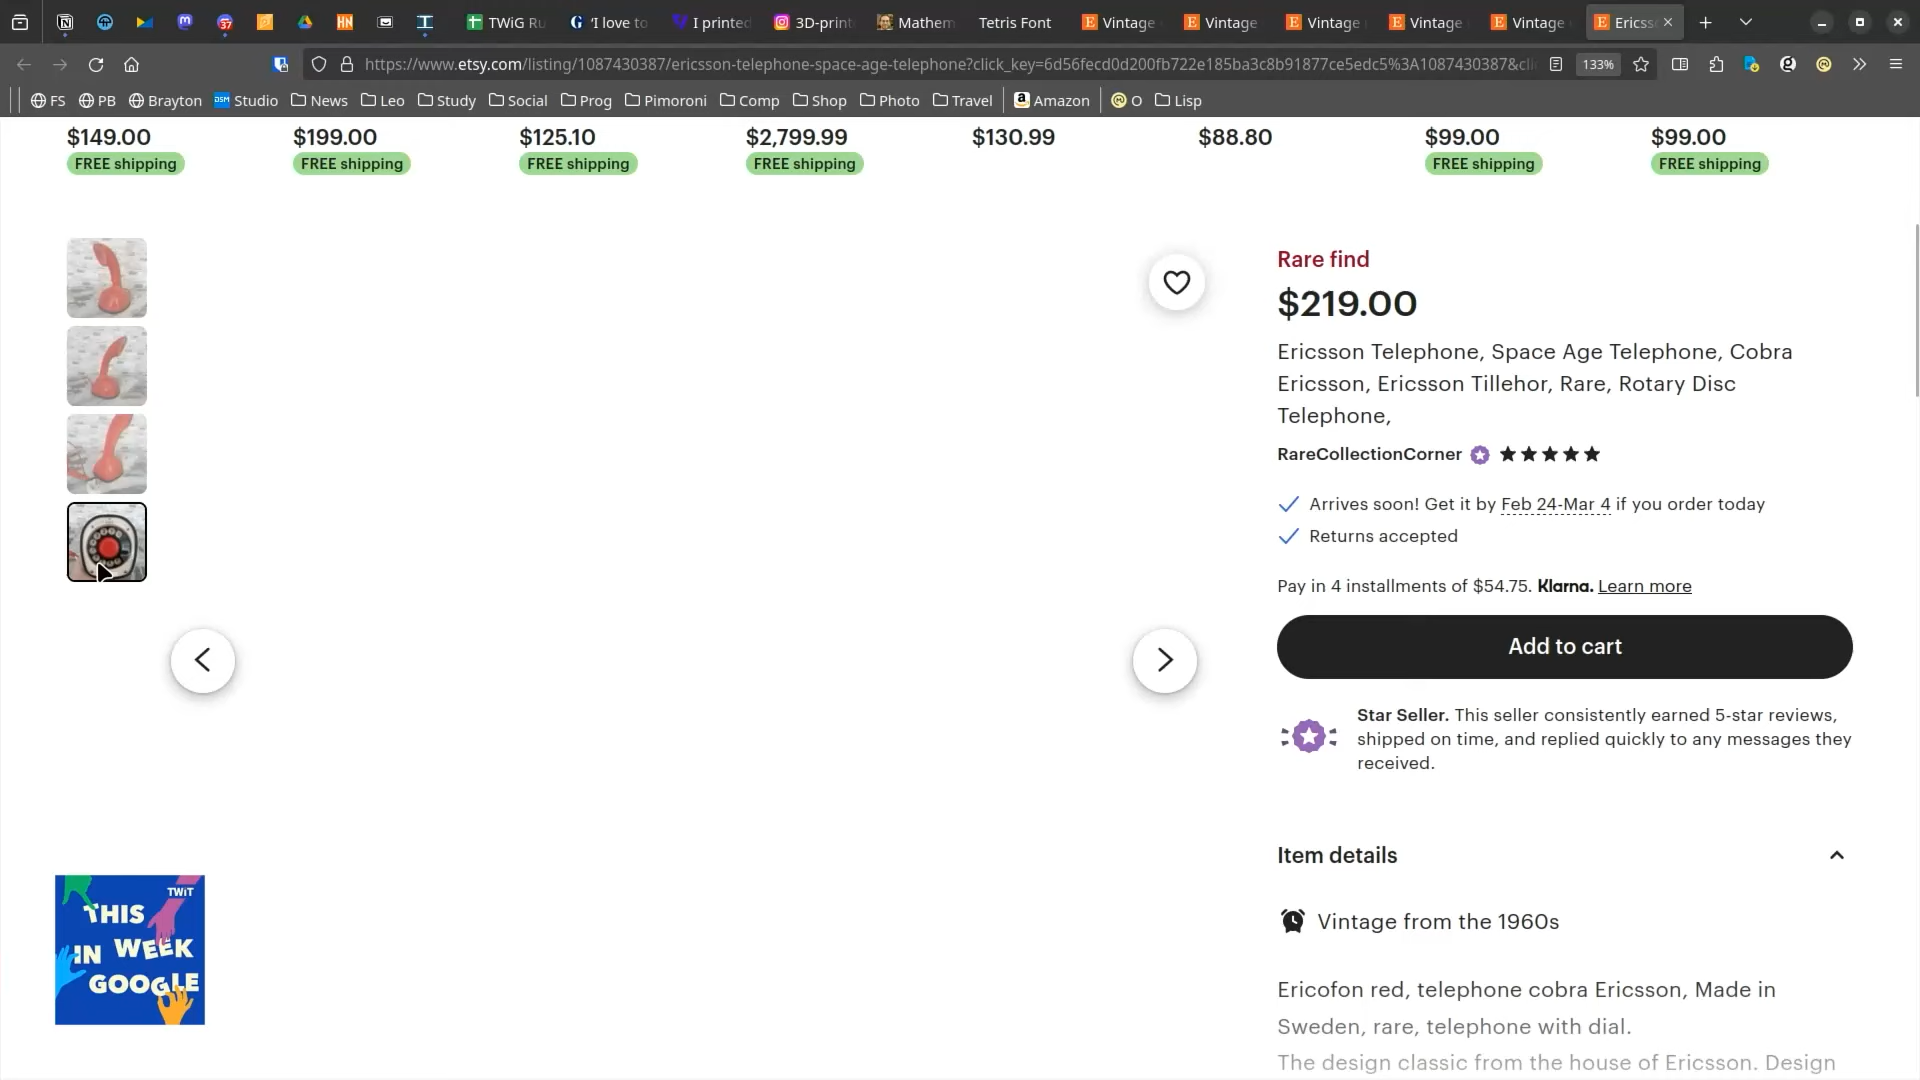 TWiG Ru
'I love to
I printed
3D-print
Mathem
Tetris Font
Vintage
Vintage
Vintage
Vintage
Vintage
Ericss
https://www.etsy.com/listing/1087430387/ericsson-telephone-space-age-telephone?click_key=6d56fecd0d200fb722e185ba3c8b91877ce5edc5%3A1087430387&cli
133%
FS
PB
Brayton
Studio
News
Leo
Study
Social
Prog
Pimoroni
Comp
Shop
Photo
Travel
Amazon
O
Lisp
$149.00 $199.00 $125.10 $2,799.99 $130.99 $88.80 $99.00 $99.00
FREE shipping FREE shipping FREE shipping FREE shipping FREE shipping FREE shipping
Rare find
$219.00
Ericsson Telephone, Space Age Telephone, Cobra
Ericsson, Ericsson Tillehor, Rare, Rotary Disc
Telephone,
RareCollectionCorner
Arrives soon! Get it by Feb 24-Mar 4 if you order today
Returns accepted
Pay in 4 installments of $54.75. Klarna. Learn more
Add to cart
Star Seller. This seller consistently earned 5-star reviews,
shipped on time, and replied quickly to any messages they
received.
Item details
Vintage from the 1960s
Ericofon red, telephone cobra Ericsson, Made in
Sweden, rare, telephone with dial.
The design classic from the house of Ericsson. Design
TWiT
THIS
IN WEEK
GOOGLE